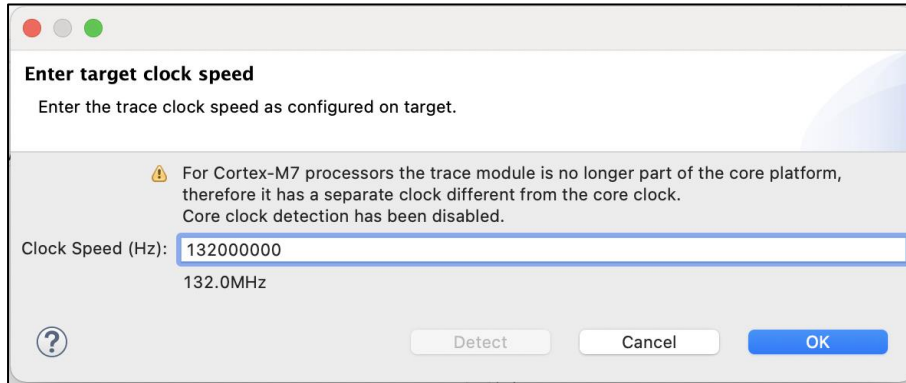 Enter target clock speed
Enter the trace clock speed as configured on target.
For Cortex-M7 processors the trace module is no longer part of the core platform,
therefore it has a separate clock different from the core clock.
Core clock detection has been disabled.
Clock Speed (Hz): 132000000
132.0MHz
? Detect Cancel OK